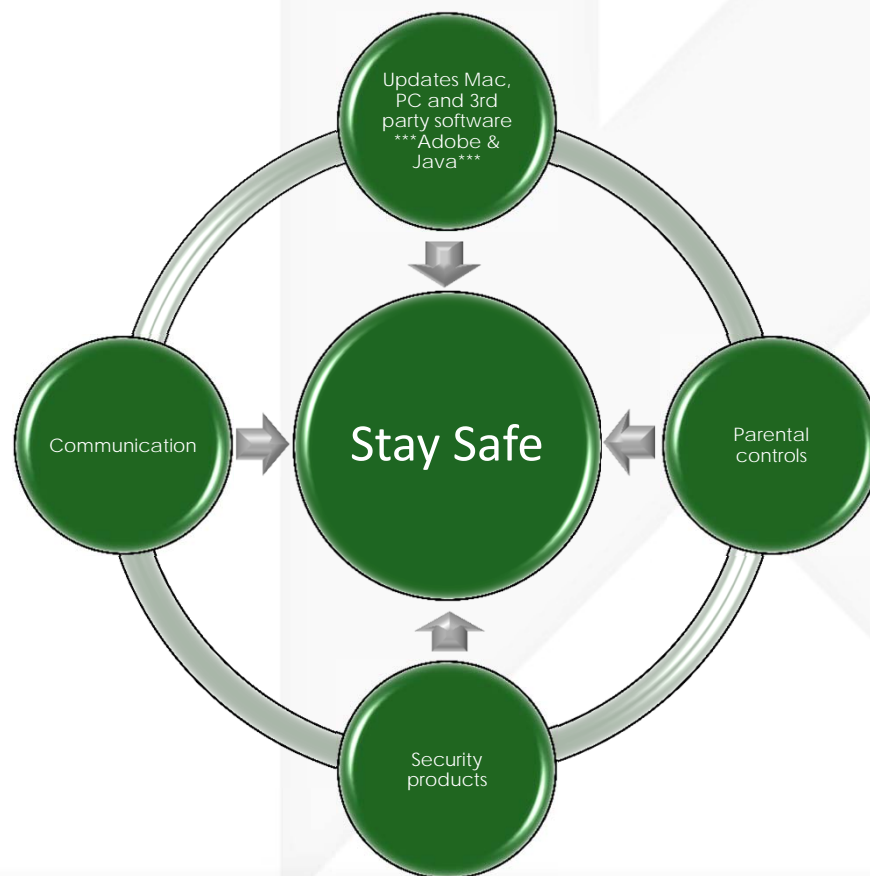 Updates Mac,
PC and 3rd
party software
***Adobe &
Java***
Communication
Stay Safe
Parental
controls
Security
products